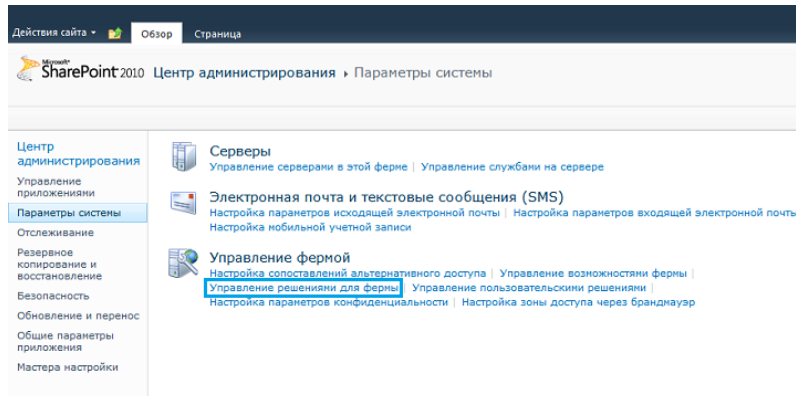 Действия сайта
Обзор
Страница
Microsoft
SharePoint 2010 Центр администрирования Параметры системы
Центр
администрирования
Управление
приложениями
Параметры системы
Отслеживание
Резервное
копирование и
восстановление
Безопасность
Обновление и перенос
Общие параметры
приложения
Мастера настройки
Серверы
Управление серверами в этой ферме | Управление службами на сервере
Электронная почта и текстовые сообщения (SMS)
Настройка параметров исходящей электронной почты | Настройка параметров входящей электронной почты
Настройка мобильной учетной записи
Управление фермой
Настройка сопоставлений альтернативного доступа | Управление возможностями фермы |
Управление решениями для фермы | Управление пользовательскими решениями |
Настройка параметров конфиденциальности | Настройка зоны доступа через брандмауэр